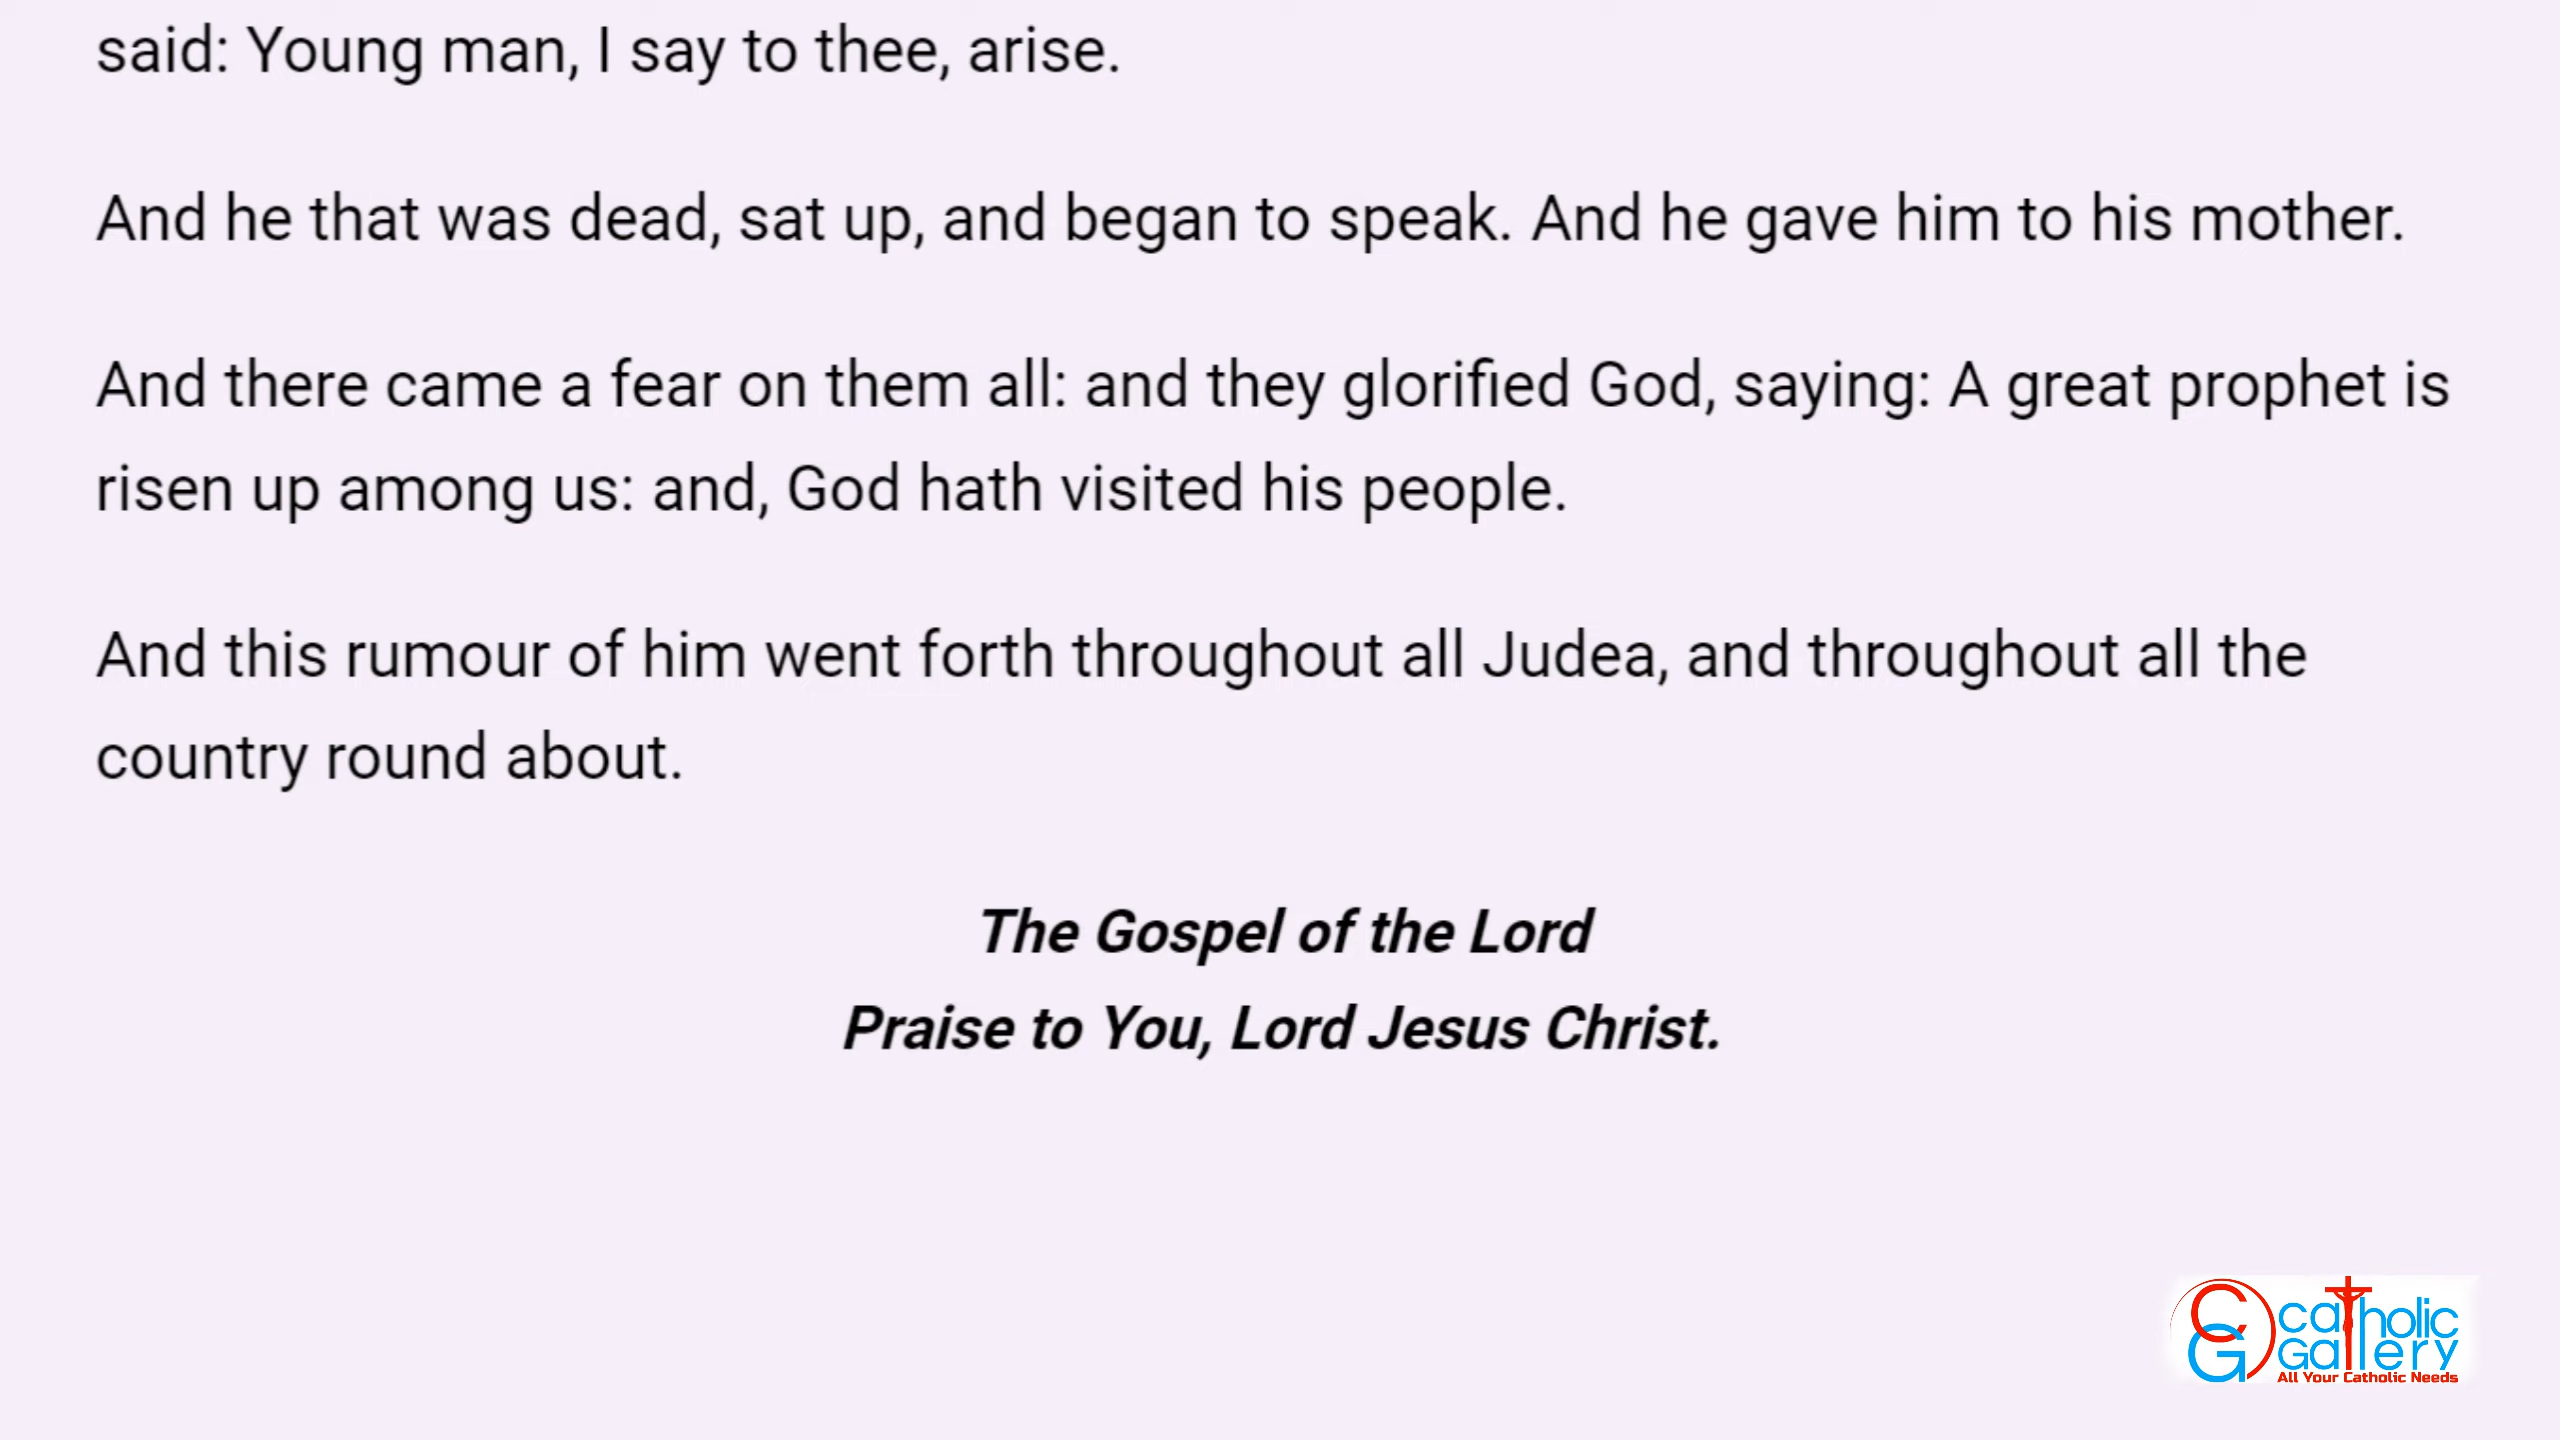 said: Young man, I say to thee, arise.
And he that was dead, sat up, and began to speak. And he gave him to his mother.
And there came a fear on them all: and they glorified God, saying: A great prophet is
risen up among us: and, God hath visited his people.
And this rumour of him went forth throughout all Judea, and throughout all the
country round about.
The Gospel of the Lord
Praise to You, Lord Jesus Christ.
CG
catholic
Gallery
All Your Catholic Needs